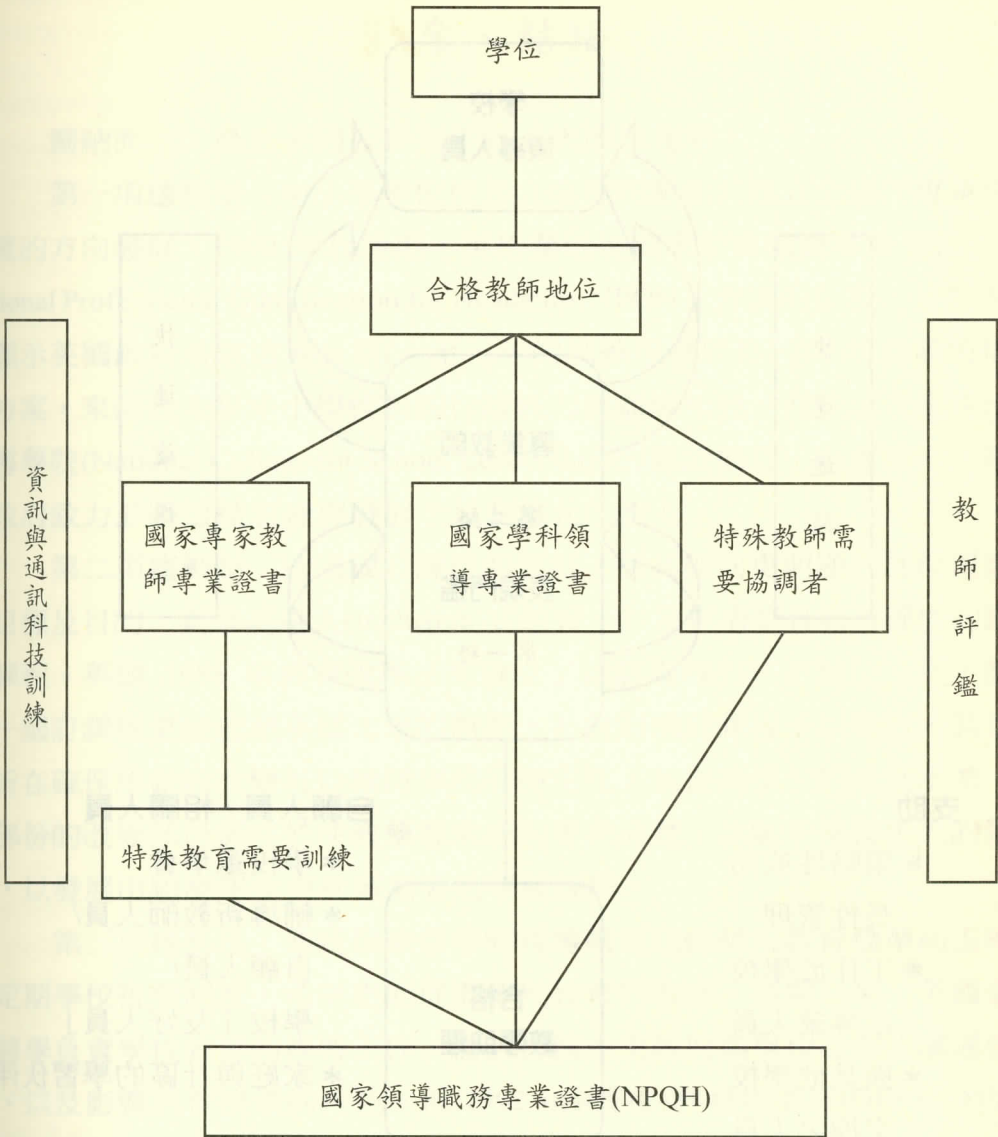 學位
合格教師地位
資訊與通訊科技訓練
國家專家教
師專業證書
國家學科領
導專業證書
特殊教師需
要協調者
教師評鑑
特殊教育需要訓練
國家領導職務專業證書(NPQH)